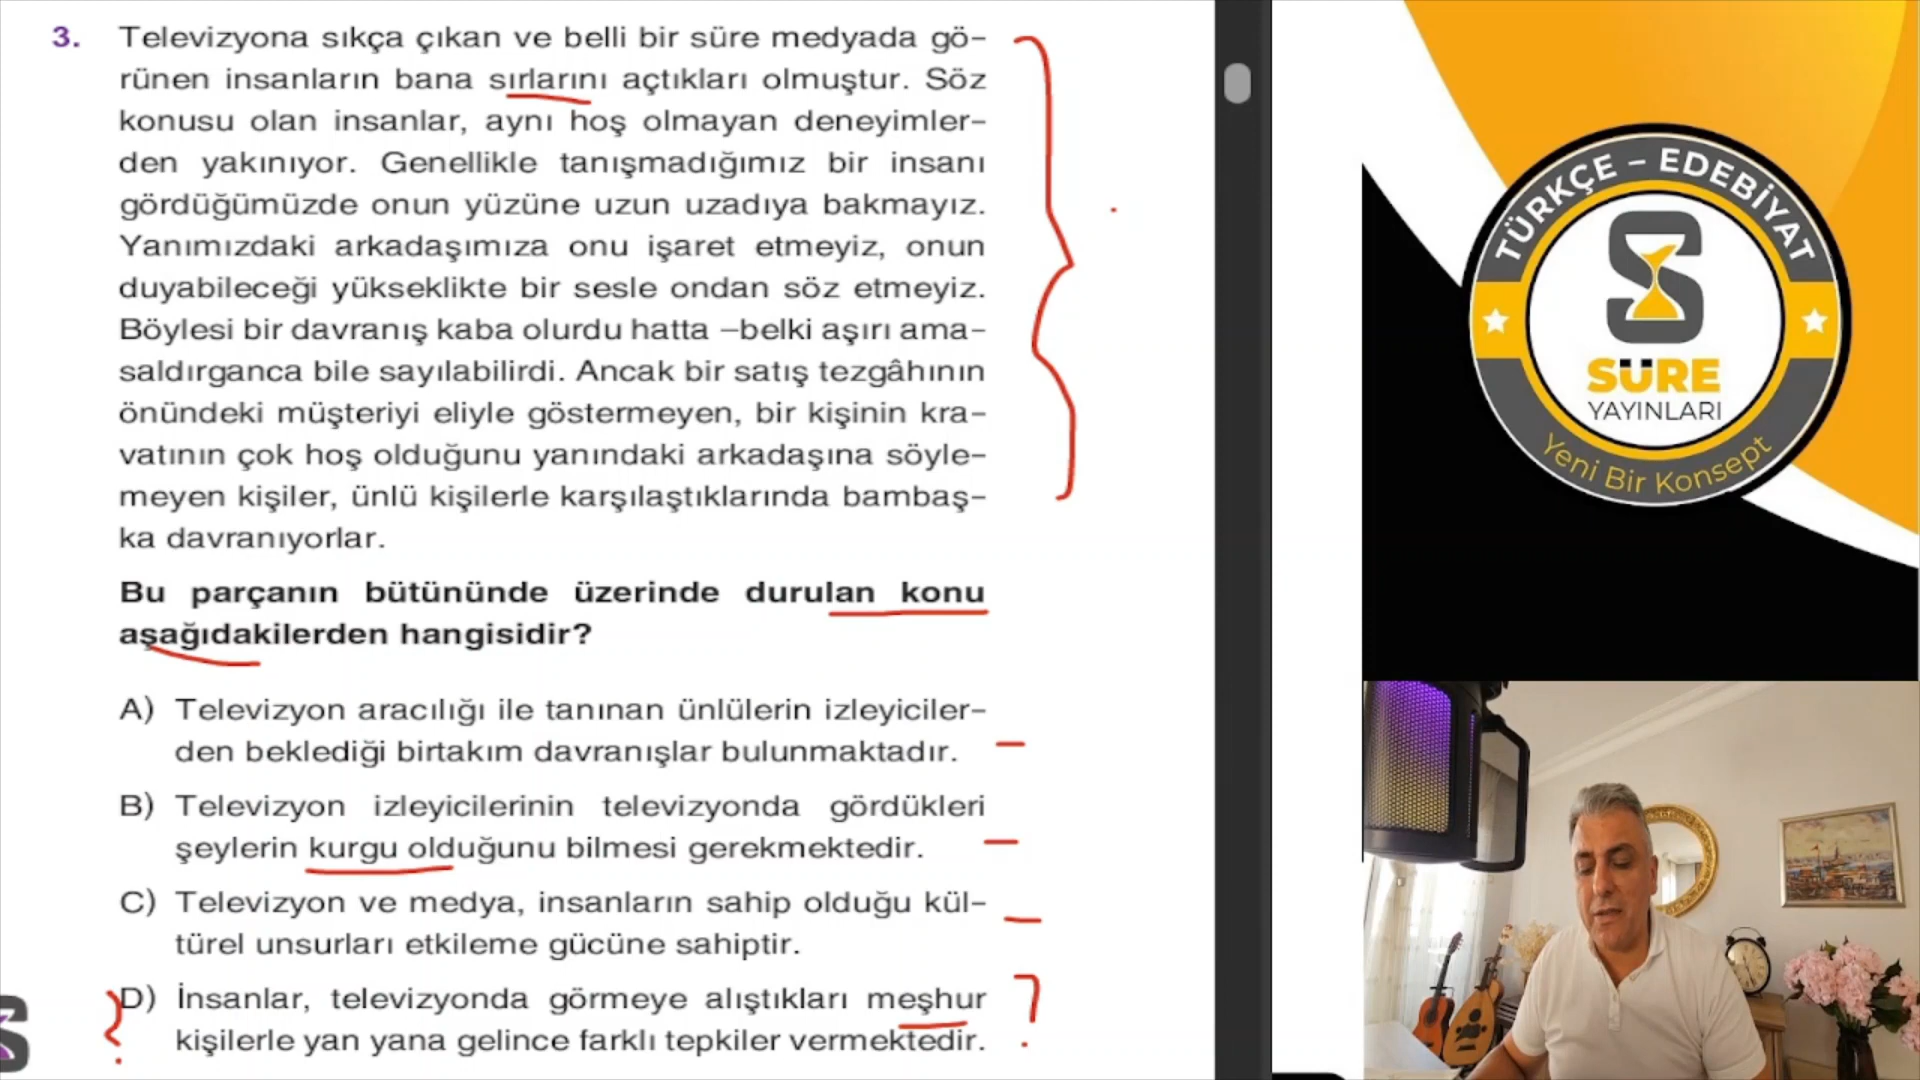 3. Televizyona sıkça çıkan ve belli bir süre medyada gö-
rünen insanların bana sırlarını açtıkları olmuştur. Söz
konusu olan insanlar, aynı hoş olmayan deneyimler-
den yakınıyor. Genellikle tanışmadığımız bir insanı
gördüğümüzde onun yüzüne uzun uzadıya bakmayız.
Yanımızdaki arkadaşımıza onu işaret etmeyiz, onun
duyabileceği yükseklikte bir sesle ondan söz etmeyiz.
Böylesi bir davranış kaba olurdu hatta –belki aşırı ama–
saldırganca bile sayılabilirdi. Ancak bir satış tezgâhının
önündeki müşteriyi eliyle göstermeyen, bir kişinin kra-
vatının çok hoş olduğunu yanındaki arkadaşına söyle-
meyen kişiler, ünlü kişilerle karşılaştıklarında bambaş-
ka davranıyorlar.
Bu parçanın bütününde üzerinde durulan konu
aşağıdakilerden hangisidir?
A) Televizyon aracılığı ile tanınan ünlülerin izleyiciler-
den beklediği birtakım davranışlar bulunmaktadır.
B) Televizyon izleyicilerinin televizyonda gördükleri
şeylerin kurgu olduğunu bilmesi gerekmektedir.
C) Televizyon ve medya, insanların sahip olduğu kül-
türel unsurları etkileme gücüne sahiptir.
D) İnsanlar, televizyonda görmeye alıştıkları meşhur
kişilerle yan yana gelince farklı tepkiler vermektedir.
TÜRKÇE – EDEBİYAT
SÜRE
YAYINLARI
Yeni Bir Konsept